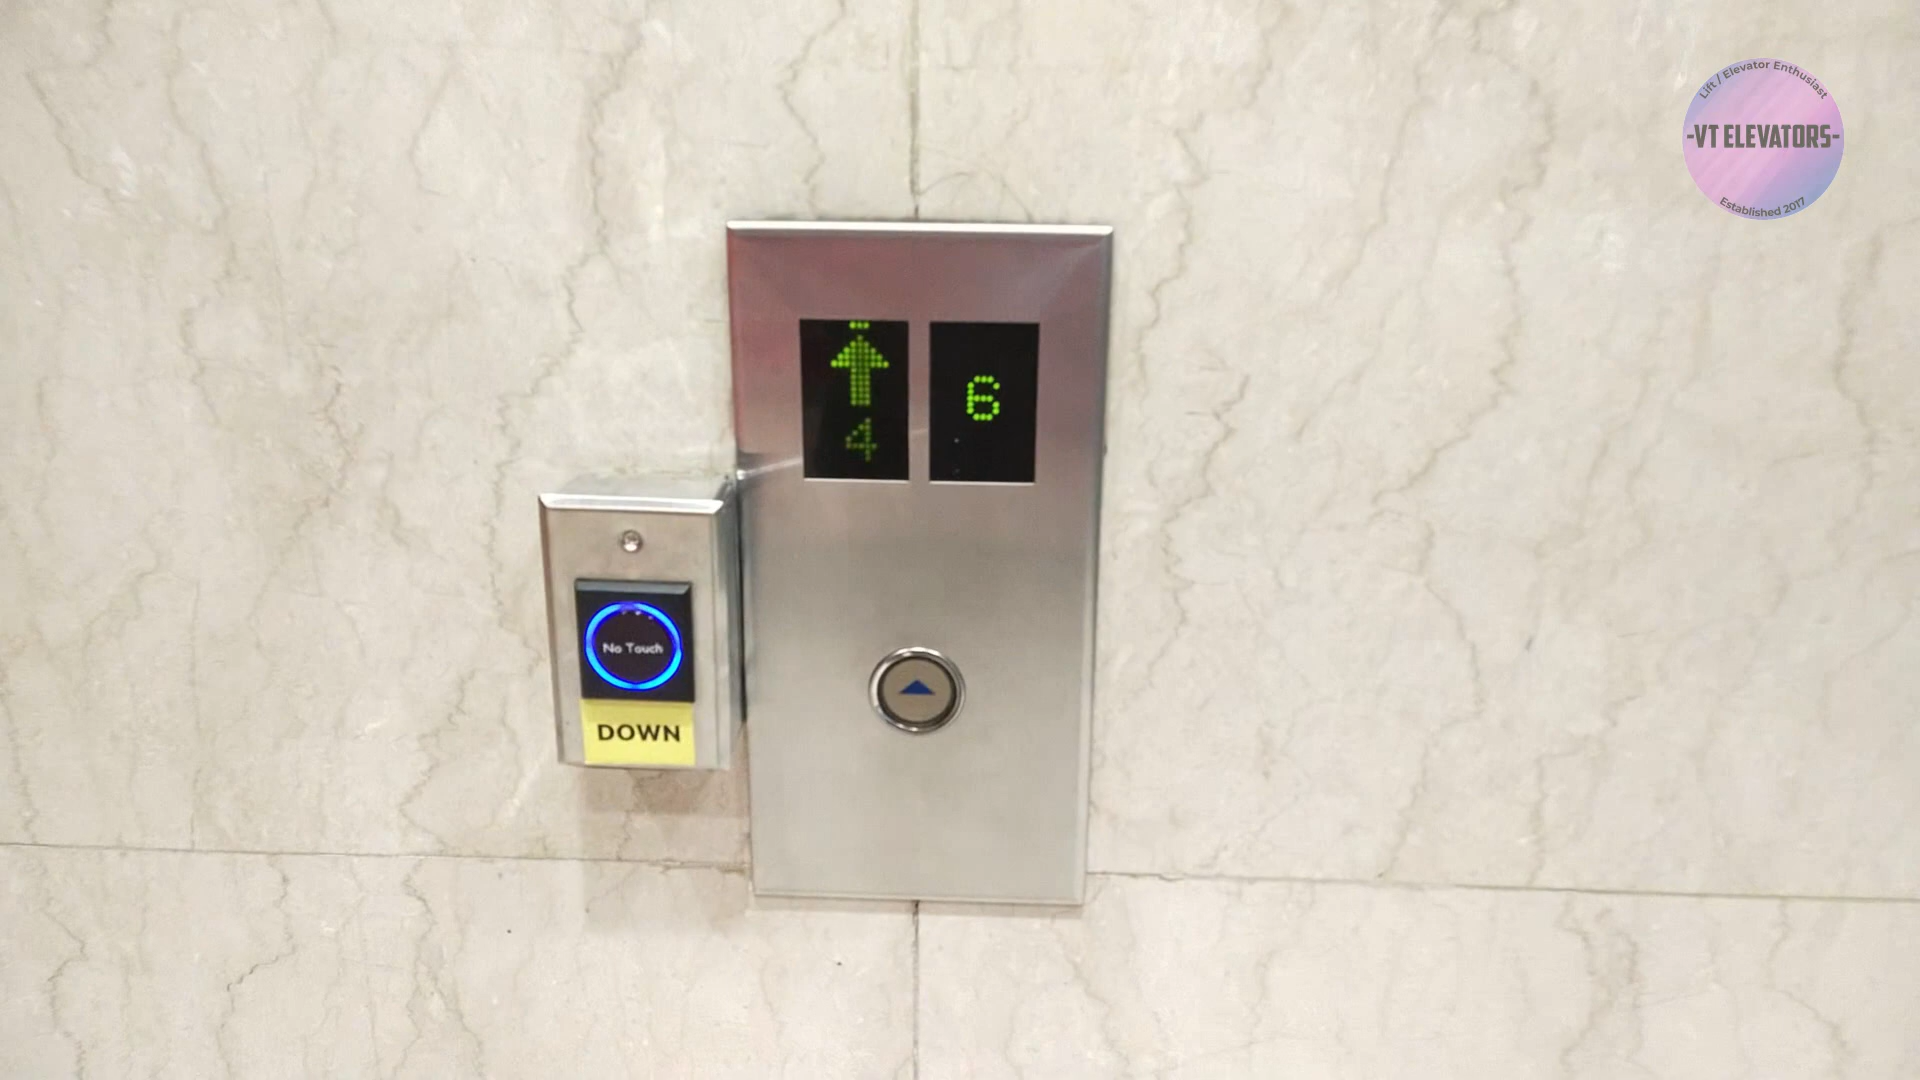 Lift / Elevator Enthusiast
-VT ELEVATORS-
Established 2017
4
6
No Touch
DOWN